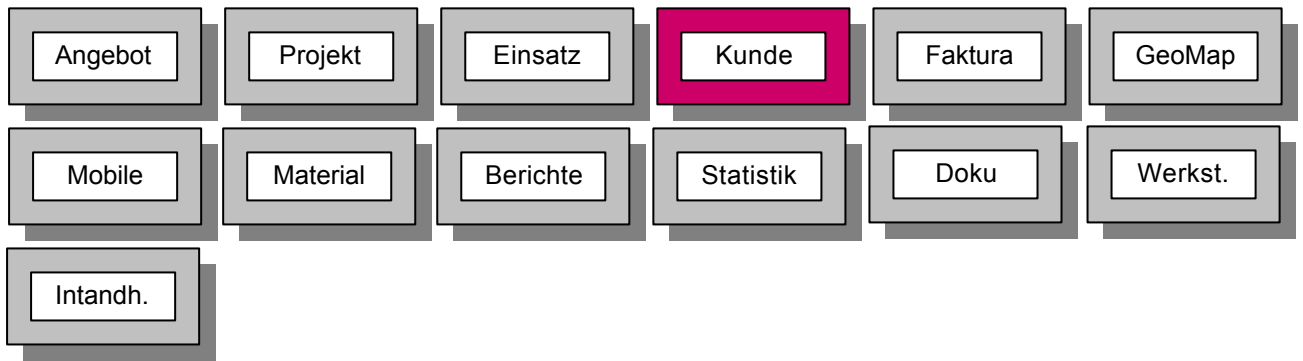 Angebot Projekt Einsatz Kunde Faktura GeoMap
Mobile Material Berichte Statistik Doku Werkst.
Intandh.